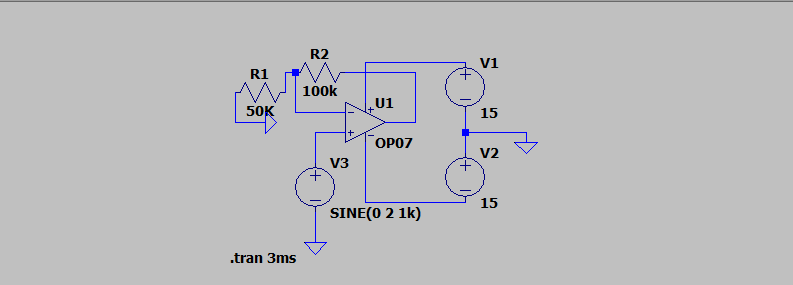 R2
V1
R1
100k
U1
50K
15
OP07
V2
V3
15
SINE(0 2 1k)
.tran 3ms